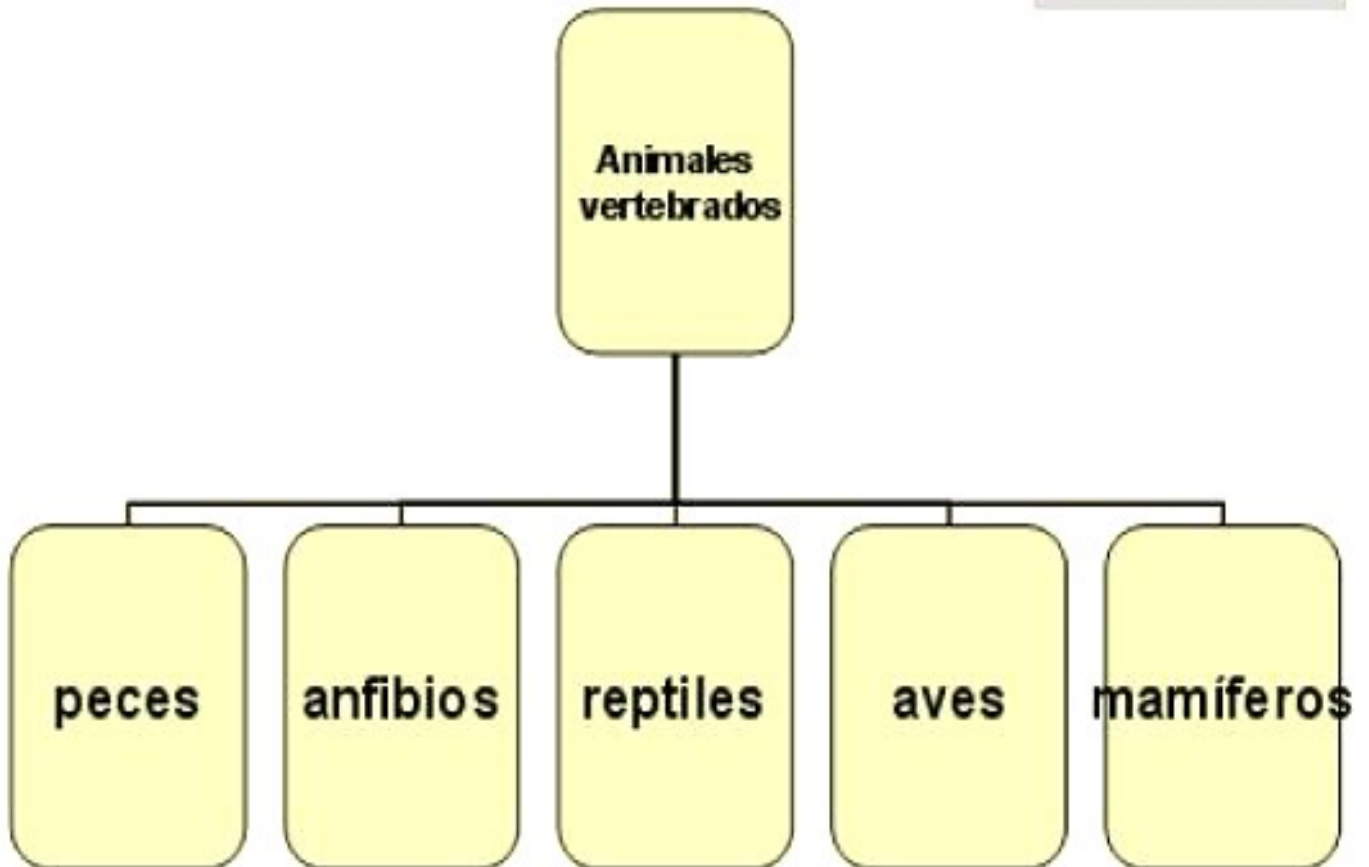 Animales
vertebrados
peces
anfibios
reptiles
aves
mamíferos